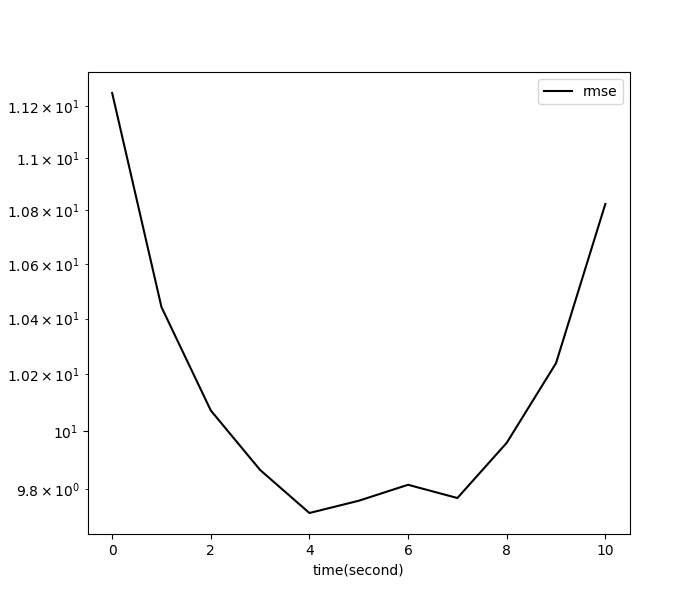 rmse
1.12 × 10¹
1.1 × 10¹
1.08 × 10¹
1.06 × 10¹
1.04 × 10¹
1.02 × 10¹
10¹
9.8 × 10⁰
0 2 4 6 8 10
time(second)